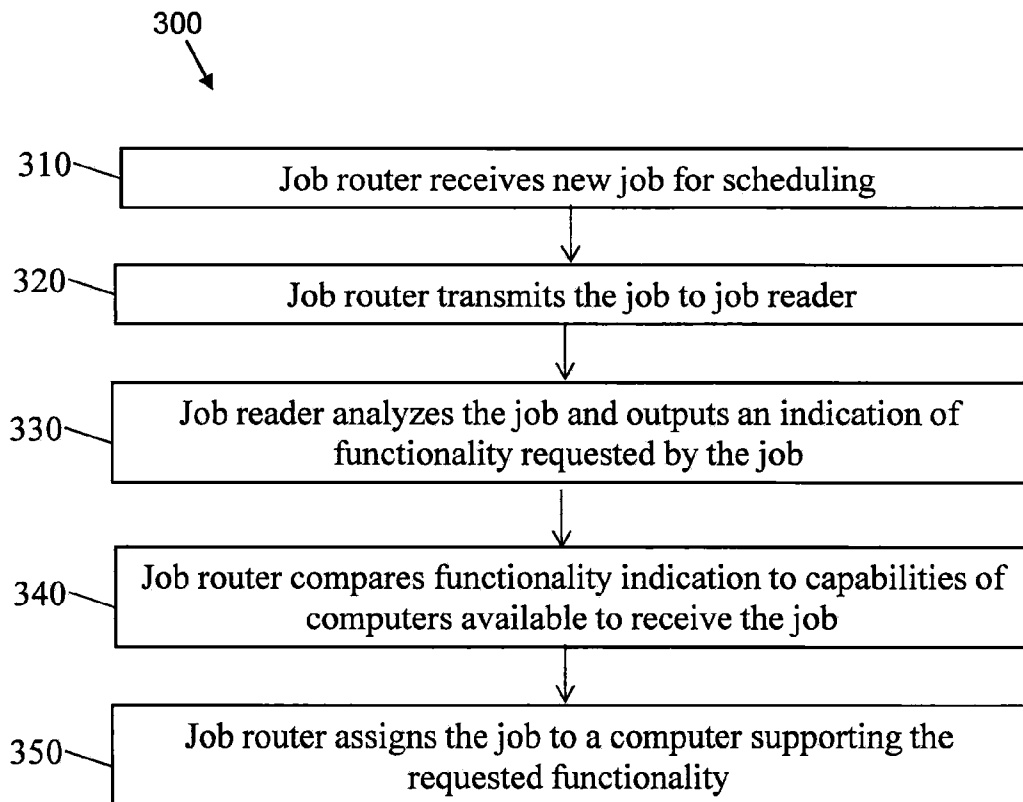 300
310
Job router receives new job for scheduling
320
Job router transmits the job to job reader
330
Job reader analyzes the job and outputs an indication of
functionality requested by the job
340
Job router compares functionality indication to capabilities of
computers available to receive the job
350
Job router assigns the job to a computer supporting the
requested functionality